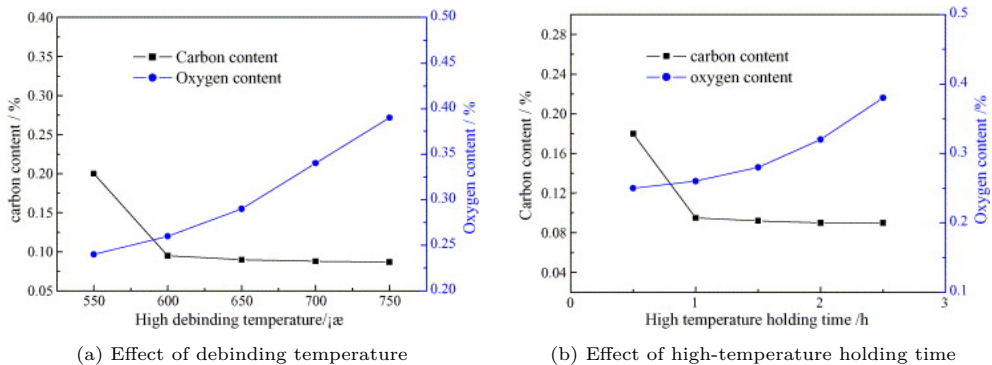 0.40
0.35
0.30
0.25
0.20
0.15
0.10
0.05
carbon content / %
Carbon content
Oxygen content
0.50
0.45
0.40
0.35
0.30
0.25
0.20
Oxygen content / %
550 600 650 700 750
High debinding temperature/¡æ
(a) Effect of debinding temperature
0.28
0.24
0.20
0.16
0.12
0.08
0.04
Carbon content / %
carbon content
oxygen content
0.5
0.4
0.3
0.2
0.1
Oxygen content /%
0 1 2 3
High temperature holding time /h
(b) Effect of high-temperature holding time